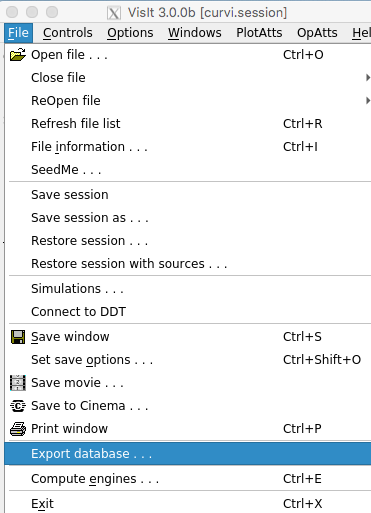 VisIt 3.0.0b [curvi.session]
File Controls Options Windows PlotAtts OpAtts Hel
Open file . . . Ctrl+O
Close file
ReOpen file
Refresh file list Ctrl+R
File information . . . Ctrl+I
SeedMe . . .
Save session
Save session as . . .
Restore session . . .
Restore session with sources . . .
Simulations . . .
Connect to DDT
Save window Ctrl+S
Set save options . . . Ctrl+Shift+O
Save movie . . .
Save to Cinema . . .
Print window Ctrl+P
Export database . . .
Compute engines . . . Ctrl+E
Exit Ctrl+X